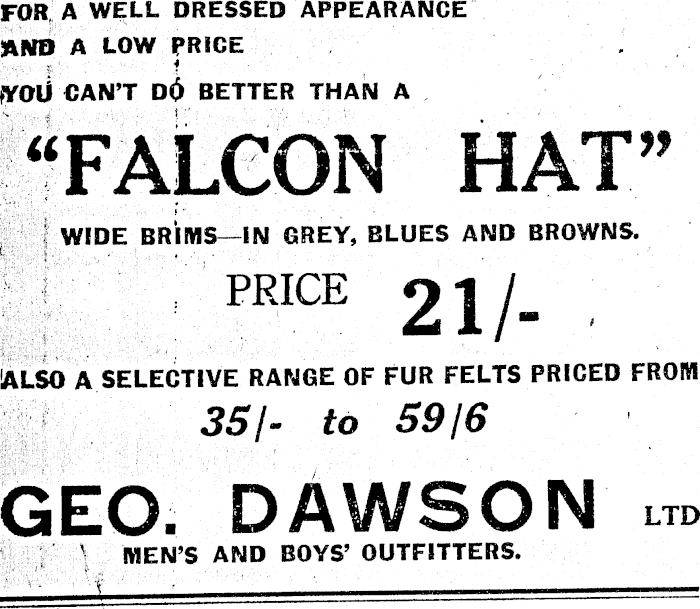 FOR A WELL DRESSED APPEARANCE
AND A LOW PRICE
YOU CAN'T DO BETTER THAN A
"FALCON HAT"
WIDE BRIMS—IN GREY, BLUES AND BROWNS.
PRICE 21/-
ALSO A SELECTIVE RANGE OF FUR FELTS PRICED FROM
35/- to 59/6
GEO. DAWSON LTD
MEN'S AND BOYS' OUTFITTERS.